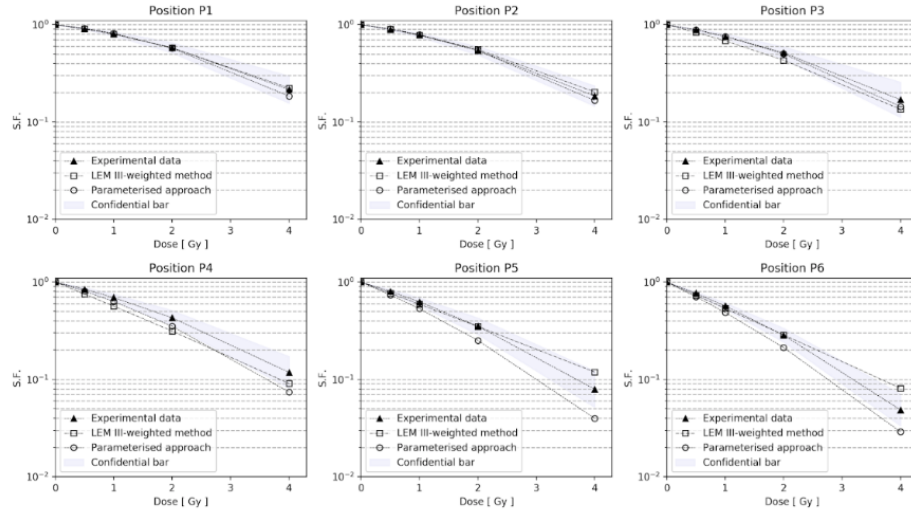 Position P1
10⁰
10⁻¹
10⁻²
S.F.
Experimental data
LEM III-weighted method
Parameterised approach
Confidential bar
0 1 2 3 4
Dose [ Gy ]
Position P2
10⁰
10⁻¹
10⁻²
S.F.
Experimental data
LEM III-weighted method
Parameterised approach
Confidential bar
0 1 2 3 4
Dose [ Gy ]
Position P3
10⁰
10⁻¹
10⁻²
S.F.
Experimental data
LEM III-weighted method
Parameterised approach
Confidential bar
0 1 2 3 4
Dose [ Gy ]
Position P4
10⁰
10⁻¹
10⁻²
S.F.
Experimental data
LEM III-weighted method
Parameterised approach
Confidential bar
0 1 2 3 4
Dose [ Gy ]
Position P5
10⁰
10⁻¹
10⁻²
S.F.
Experimental data
LEM III-weighted method
Parameterised approach
Confidential bar
0 1 2 3 4
Dose [ Gy ]
Position P6
10⁰
10⁻¹
10⁻²
S.F.
Experimental data
LEM III-weighted method
Parameterised approach
Confidential bar
0 1 2 3 4
Dose [ Gy ]